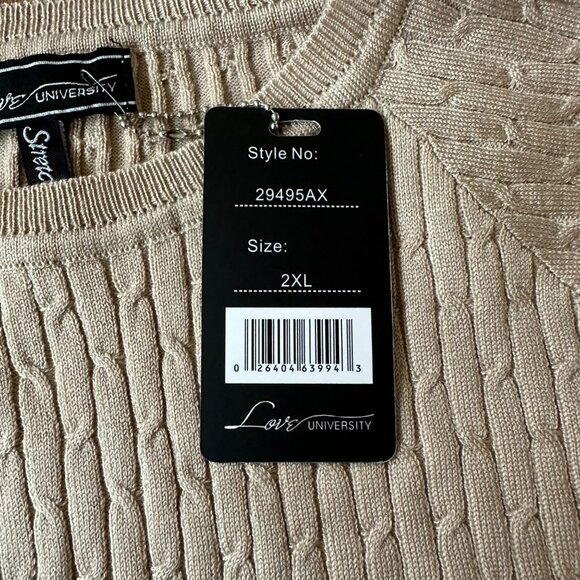 Love UNIVERSITY
Style No:
29495AX
Size:
2XL
0 26404 63994 3
Love UNIVERSITY